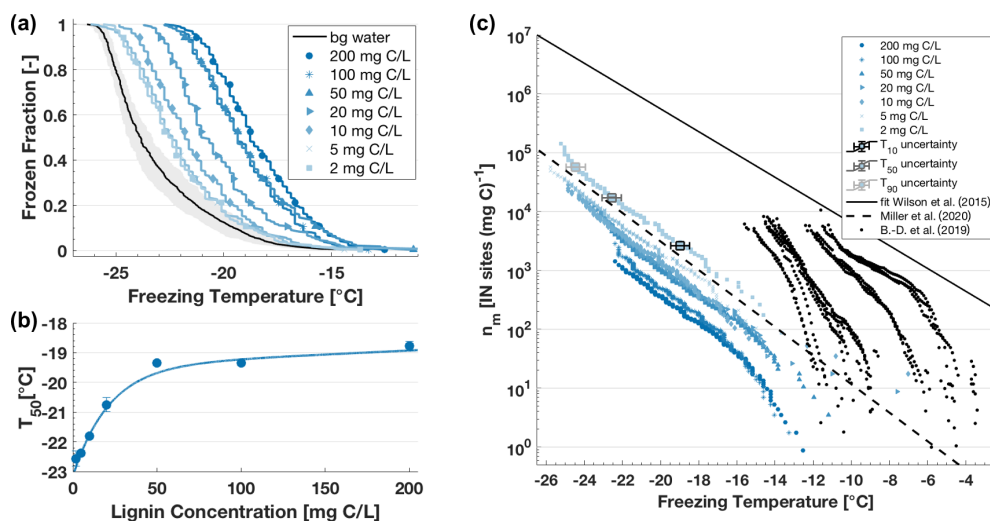 (a)
1
0.8
0.6
0.4
0.2
0
Frozen Fraction [-]
bg water
200 mg C/L
100 mg C/L
50 mg C/L
20 mg C/L
10 mg C/L
5 mg C/L
2 mg C/L
-25
-20
-15
Freezing Temperature [°C]
(b)
-18
-19
-20
-21
-22
-23
T50[°C]
0
50
100
150
200
Lignin Concentration [mg C/L]
(c)
10^7
10^6
10^5
10^4
10^3
10^2
10^1
10^0
nm [IN sites (mg C)^-1]
200 mg C/L
100 mg C/L
50 mg C/L
20 mg C/L
10 mg C/L
5 mg C/L
2 mg C/L
T10 uncertainty
T50 uncertainty
T90 uncertainty
fit Wilson et al. (2015)
Miller et al. (2020)
B.-D. et al. (2019)
-26
-24
-22
-20
-18
-16
-14
-12
-10
-8
-6
-4
Freezing Temperature [°C]